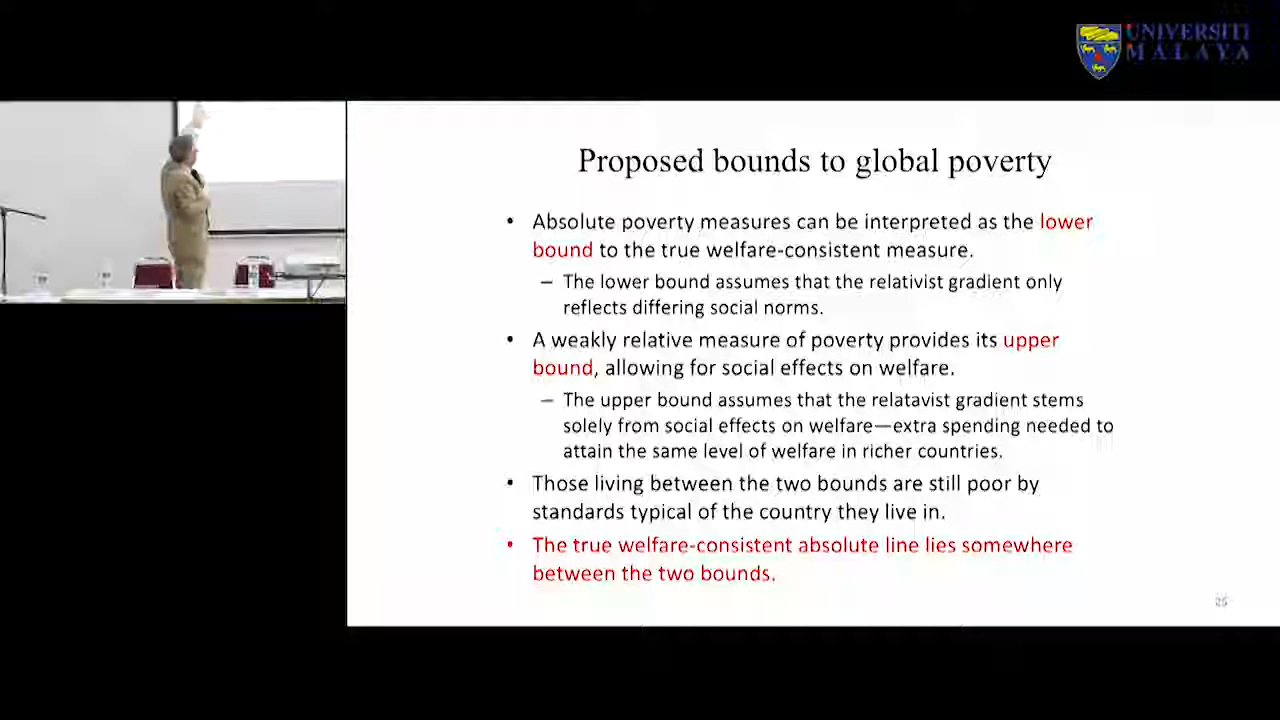 UNIVERSITI
MALAYA
Proposed bounds to global poverty
• Absolute poverty measures can be interpreted as the lower
bound to the true welfare-consistent measure.
– The lower bound assumes that the relativist gradient only
reflects differing social norms.
• A weakly relative measure of poverty provides its upper
bound, allowing for social effects on welfare.
– The upper bound assumes that the relatavist gradient stems
solely from social effects on welfare—extra spending needed to
attain the same level of welfare in richer countries.
• Those living between the two bounds are still poor by
standards typical of the country they live in.
• The true welfare-consistent absolute line lies somewhere
between the two bounds.